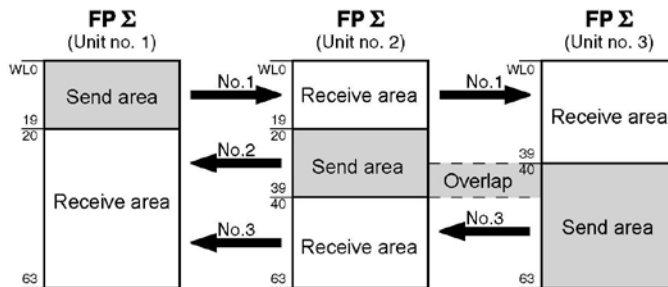 FP Σ FP Σ FP Σ
(Unit no. 1) (Unit no. 2) (Unit no. 3)
WL0 WL0 WL0
Send area No.1 Receive area No.1 Receive area
19 19
20 20
No.2 Send area 39
40
Receive area Overlap
39
40
No.3 Receive area No.3 Send area
63 63 63